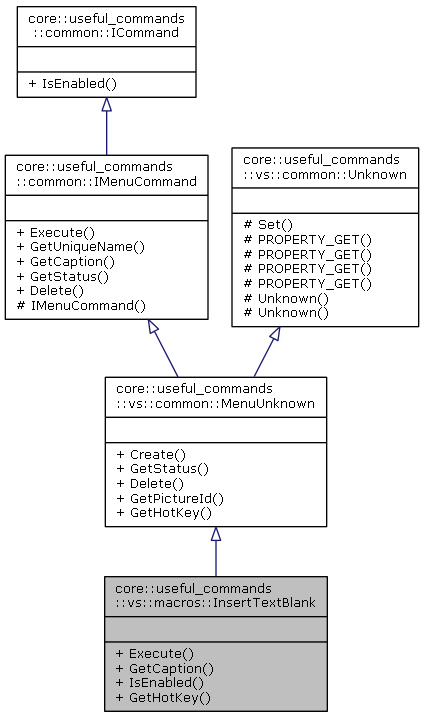 core::useful_commands
::common::ICommand
+ IsEnabled()
core::useful_commands
::common::IMenuCommand
+ Execute()
+ GetUniqueName()
+ GetCaption()
+ GetStatus()
+ Delete()
# IMenuCommand()
core::useful_commands
::vs::common::Unknown
# Set()
# PROPERTY_GET()
# PROPERTY_GET()
# PROPERTY_GET()
# PROPERTY_GET()
# Unknown()
# Unknown()
core::useful_commands
::vs::common::MenuUnknown
+ Create()
+ GetStatus()
+ Delete()
+ GetPictureId()
+ GetHotKey()
core::useful_commands
::vs::macros::InsertTextBlank
+ Execute()
+ GetCaption()
+ IsEnabled()
+ GetHotKey()